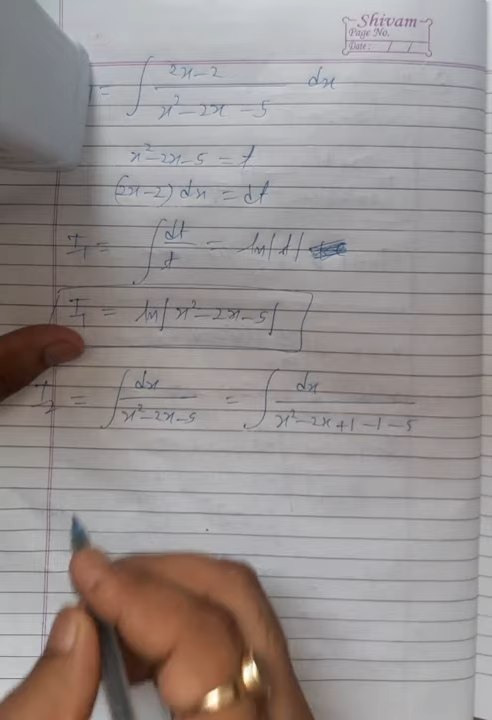 Shivam
Page No.
Date: / /
= ∫ (2x-2)/(x²-2x-5) dx
x²-2x-5 = t
(2x-2) dx = dt
I₁ = ∫ dt/t = ln|t|
I₁ = ln|x²-2x-5|
I₂ = ∫ dx/(x²-2x-5) = ∫ dx/(x²-2x+1-1-5)